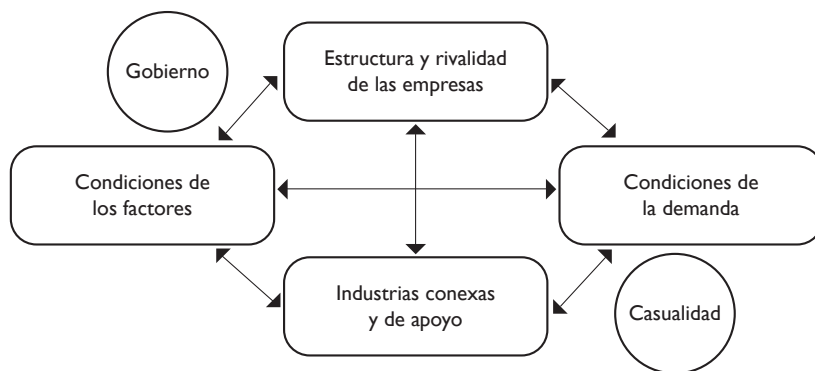 Gobierno
Estructura y rivalidad
de las empresas
Condiciones de
los factores
Condiciones de
la demanda
Industrias conexas
y de apoyo
Casualidad